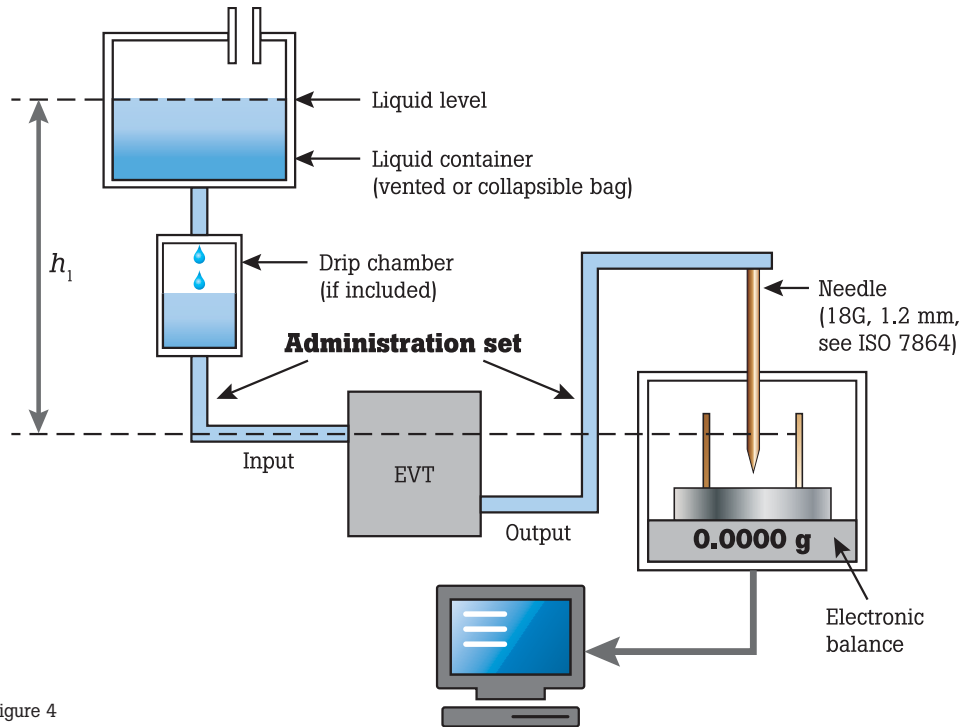 Liquid level
Liquid container
(vented or collapsible bag)
h1
Drip chamber
(if included)
Needle
(18G, 1.2 mm,
see ISO 7864)
Administration set
Input
EVT
Output
0.0000 g
Electronic
balance
igure 4